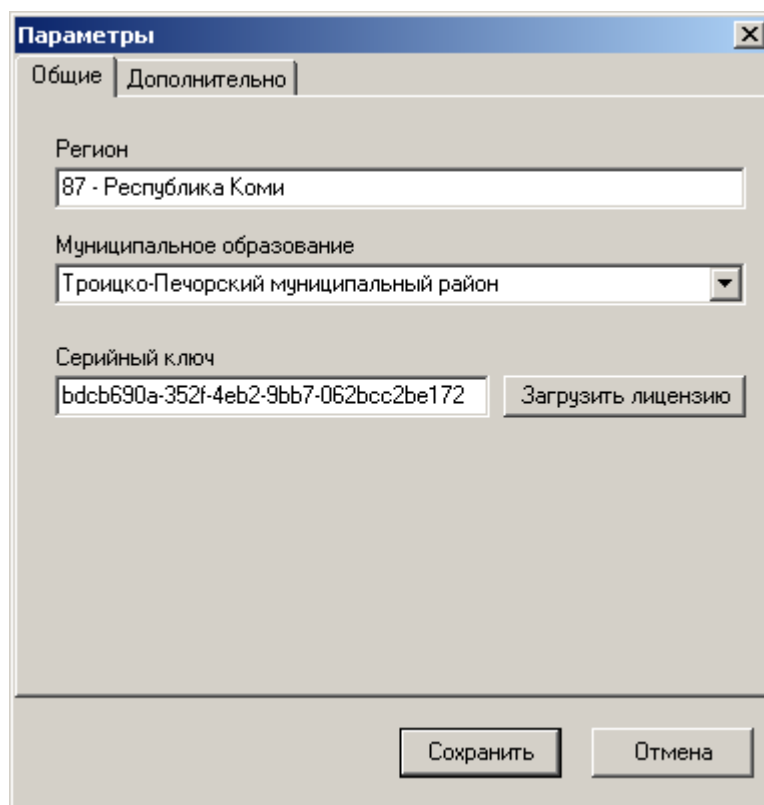 Параметры
Общие Дополнительно
Регион
87 - Республика Коми
Муниципальное образование
Троицко-Печорский муниципальный район
Серийный ключ
bdcb690a-352f-4eb2-9bb7-062bcc2be172 Загрузить лицензию
Сохранить Отмена